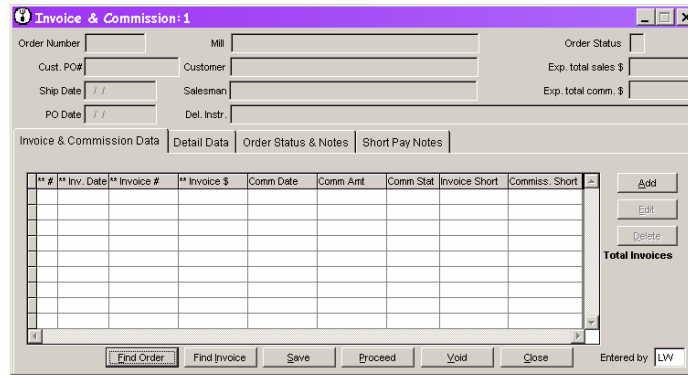 Invoice & Commission:1
Order Number Mill Order Status
Cust. PO# Customer Exp. total sales $
Ship Date / / Salesman Exp. total comm. $
PO Date / / Del. Instr.
Invoice & Commission Data Detail Data Order Status & Notes Short Pay Notes
** # ** Inv. Date ** Invoice # ** Invoice $ Comm Date Comm Amt Comm Stat Invoice Short Commiss. Short
Add
Edit
Delete
Total Invoices
Find Order Find Invoice Save Proceed Void Close Entered by LW